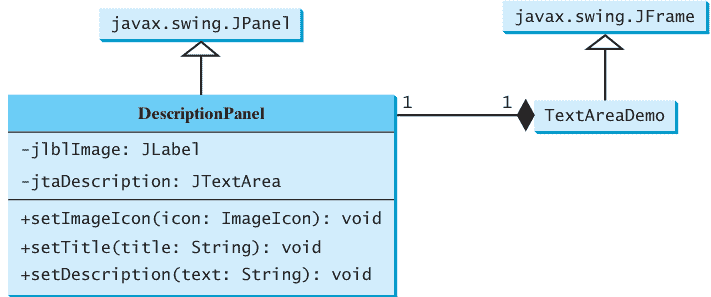 javax.swing.JPanel
javax.swing.JFrame
DescriptionPanel
1
1
TextAreaDemo
-jlblImage: JLabel
-jtaDescription: JTextArea
+setImageIcon(icon: ImageIcon): void
+setTitle(title: String): void
+setDescription(text: String): void